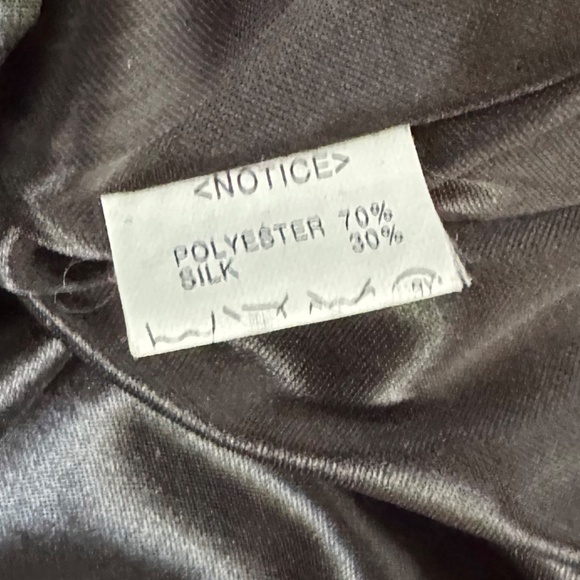 <NOTICE>
POLYESTER 70%
SILK 30%